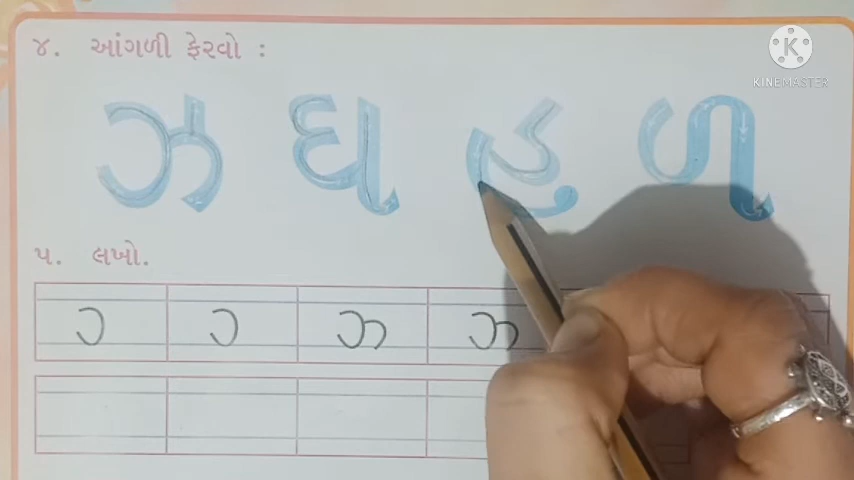 ૪. આંગળી ફેરવો :
K
KINEMASTER
ઝ ઘ હ ળ
૫. લખો.